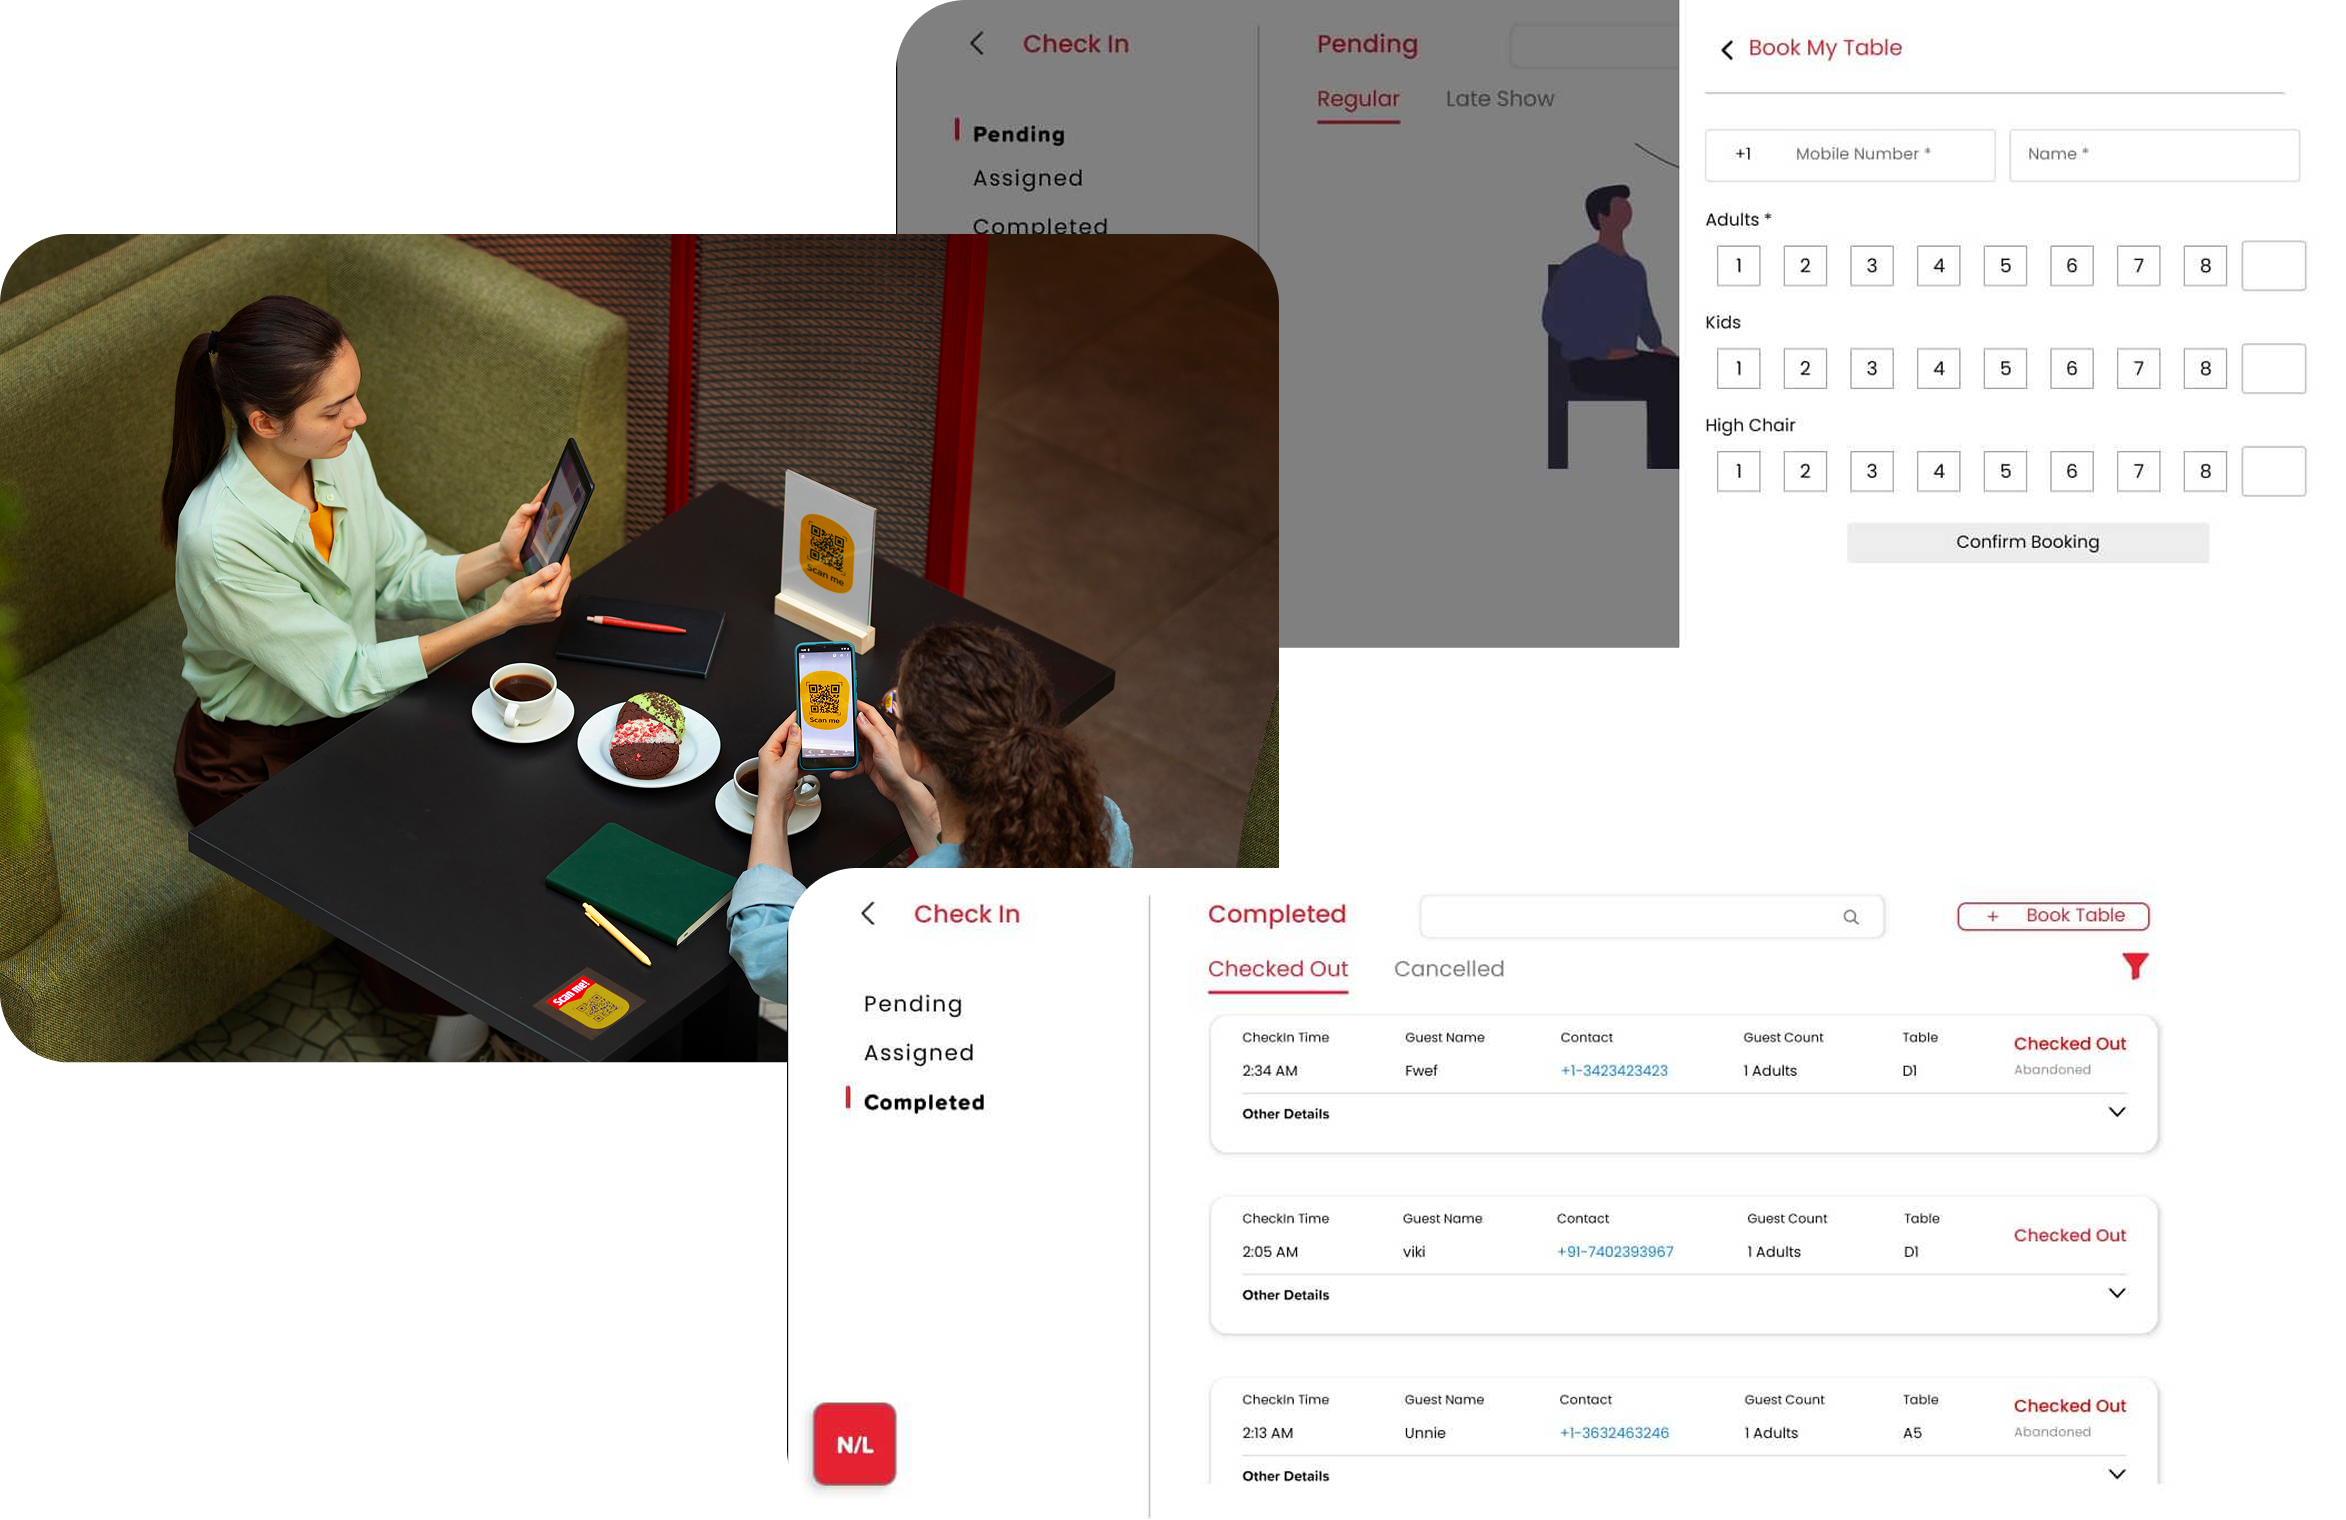 Check In
Pending
Assigned
Completed
Pending
Regular Late Show
Book My Table
+1 Mobile Number *
Name *
Adults *
1 2 3 4 5 6 7 8
Kids
1 2 3 4 5 6 7 8
High Chair
1 2 3 4 5 6 7 8
Confirm Booking
Scan me
Scan me
Scan me!
Check In
Pending
Assigned
Completed
N/L
Completed
+ Book Table
Checked Out Cancelled
CheckIn Time Guest Name Contact Guest Count Table Checked Out
2:34 AM Fwef +1-3423423423 1 Adults D1 Abandoned
Other Details
CheckIn Time Guest Name Contact Guest Count Table
Checked Out
2:05 AM viki +91-7402393967 1 Adults D1
Other Details
CheckIn Time Guest Name Contact Guest Count Table Checked Out
2:13 AM Unnie +1-3632463246 1 Adults A5 Abandoned
Other Details